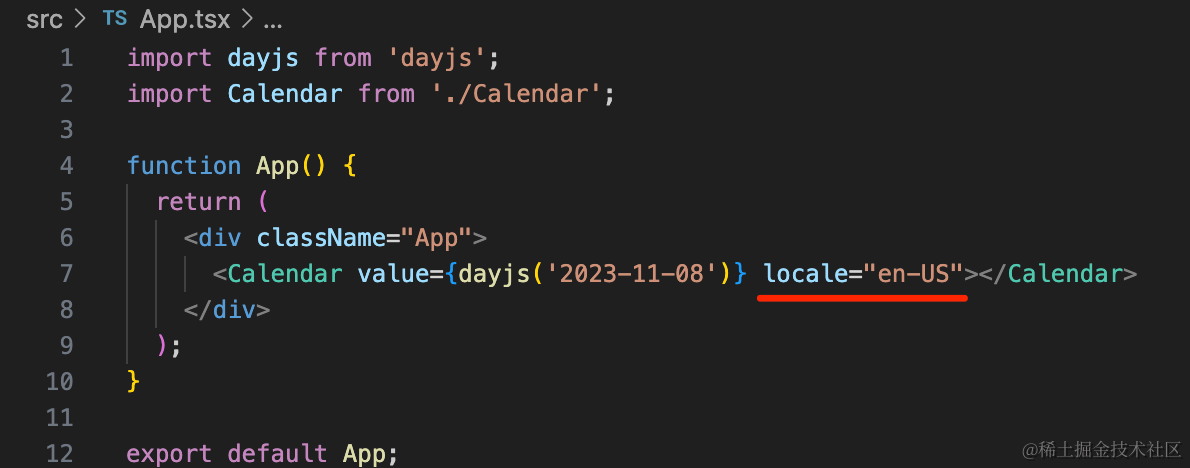 src > TS App.tsx > ...
1 import dayjs from 'dayjs';
2 import Calendar from './Calendar';
3
4 function App() {
5   return (
6     <div className="App">
7       <Calendar value={dayjs('2023-11-08')} locale="en-US"></Calendar>
8     </div>
9   );
10 }
11
12 export default App;
@稀土掘金技术社区